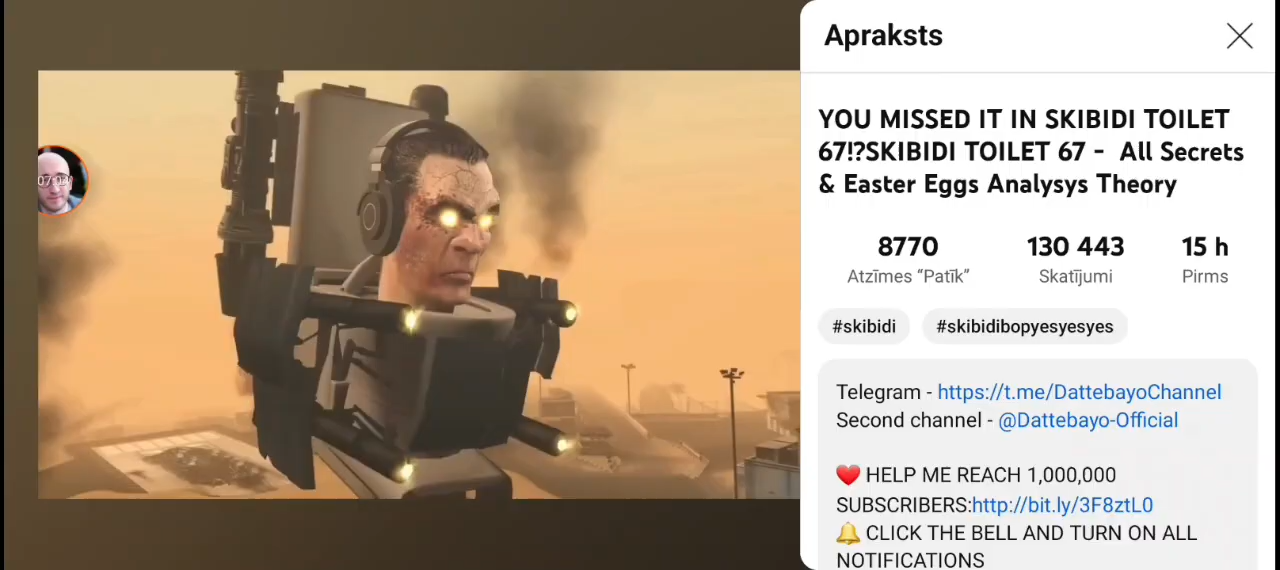 Apraksts
YOU MISSED IT IN SKIBIDI TOILET
67!?SKIBIDI TOILET 67 - All Secrets
& Easter Eggs Analysys Theory
8770 130 443 15 h
Atzīmes “Patīk” Skatījumi Pirms
#skibidi #skibidibopyesyesyes
Telegram - https://t.me/DattebayoChannel
Second channel - @Dattebayo-Official
❤️ HELP ME REACH 1,000,000
SUBSCRIBERS:http://bit.ly/3F8ztL0
🔔 CLICK THE BELL AND TURN ON ALL
NOTIFICATIONS